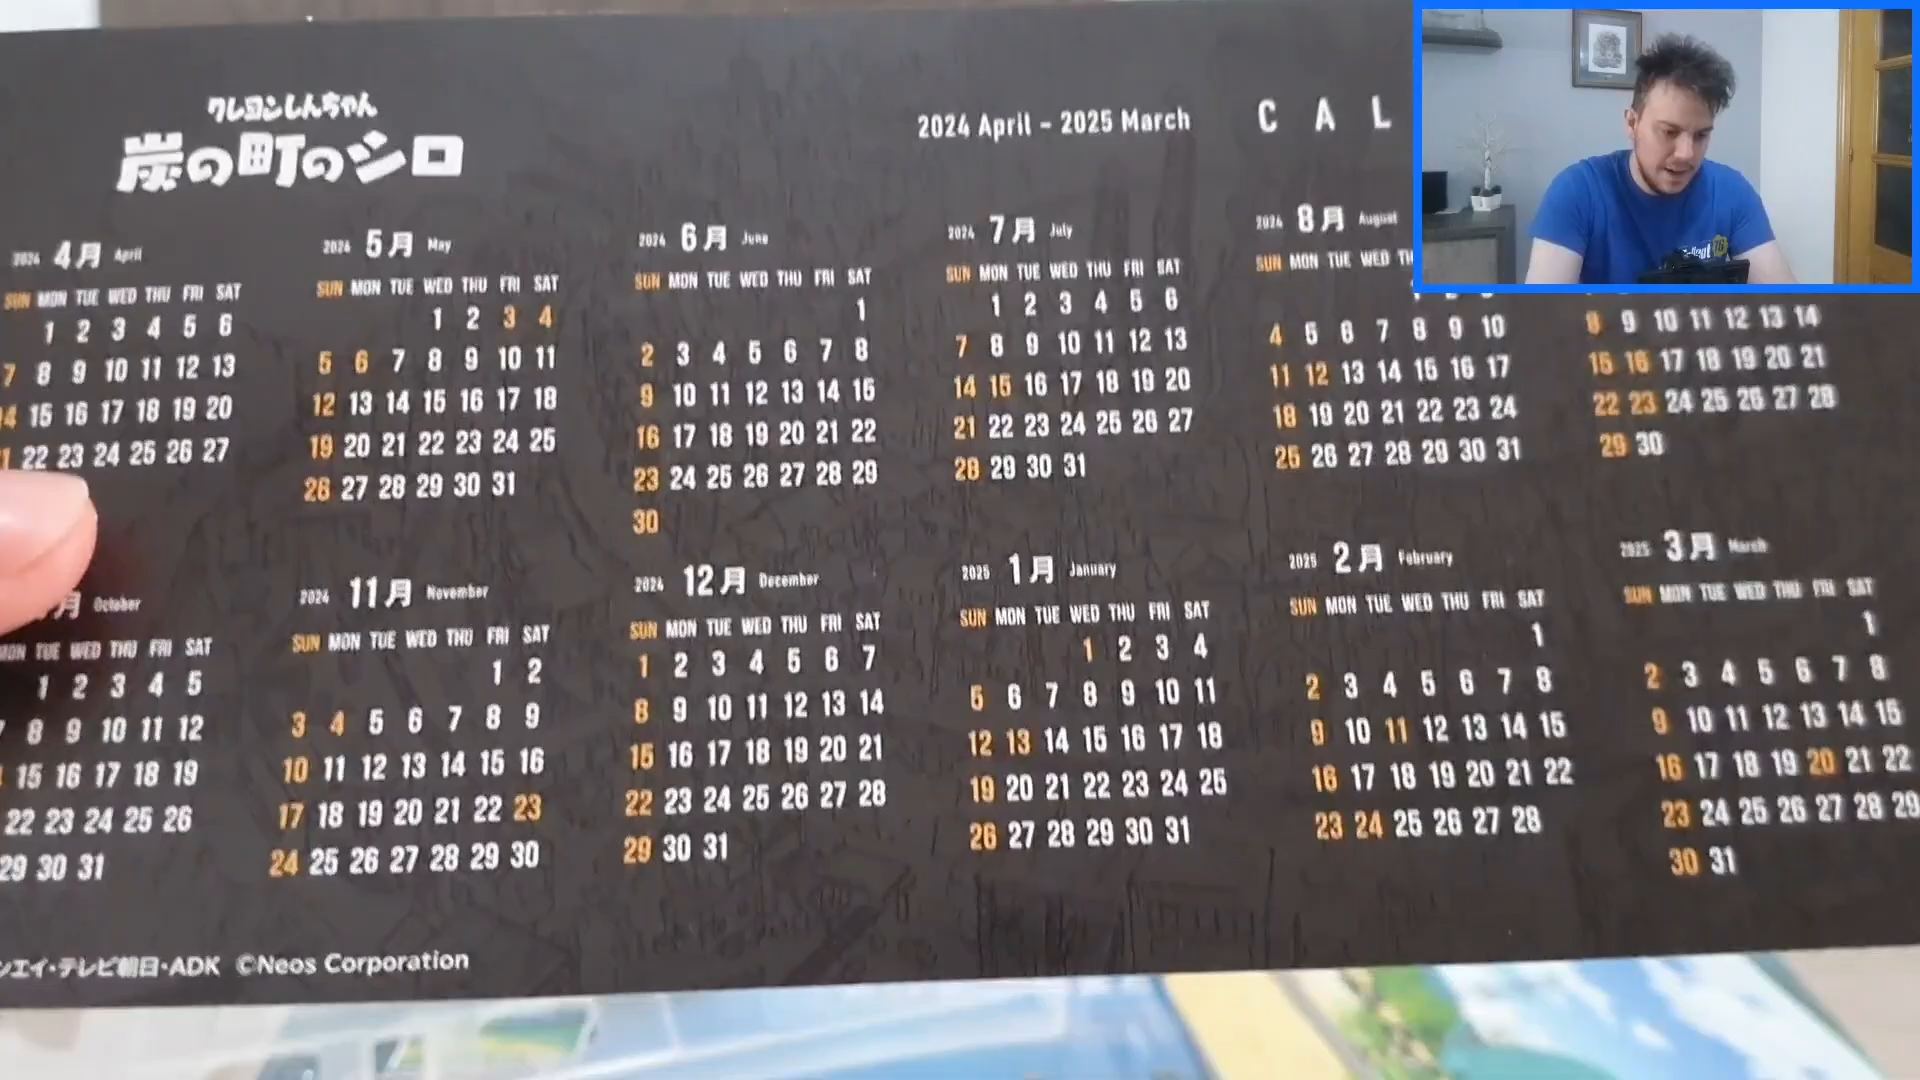 クレヨンしんちゃん
炭の町のシロ
2024 April - 2025 March
C A L
2024 4月 April
SUN MON TUE WED THU FRI SAT
1 2 3 4 5 6
7 8 9 10 11 12 13
14 15 16 17 18 19 20
22 23 24 25 26 27
2024 5月 May
SUN MON TUE WED THU FRI SAT
1 2 3 4
5 6 7 8 9 10 11
12 13 14 15 16 17 18
19 20 21 22 23 24 25
26 27 28 29 30 31
2024 6月 June
SUN MON TUE WED THU FRI SAT
1
2 3 4 5 6 7 8
9 10 11 12 13 14 15
16 17 18 19 20 21 22
23 24 25 26 27 28 29
30
2024 7月 July
SUN MON TUE WED THU FRI SAT
1 2 3 4 5 6
7 8 9 10 11 12 13
14 15 16 17 18 19 20
21 22 23 24 25 26 27
28 29 30 31
2024 8月 August
SUN MON TUE WED
4 5 6 7 8 9 10
11 12 13 14 15 16 17
18 19 20 21 22 23 24
25 26 27 28 29 30 31
8 9 10 11 12 13 14
15 16 17 18 19 20 21
22 23 24 25 26 27 28
29 30
月 October
MON TUE WED THU FRI SAT
1 2 3 4 5
7 8 9 10 11 12
15 16 17 18 19
22 23 24 25 26
29 30 31
2024 11月 November
SUN MON TUE WED THU FRI SAT
1 2
3 4 5 6 7 8 9
10 11 12 13 14 15 16
17 18 19 20 21 22 23
24 25 26 27 28 29 30
2024 12月 December
SUN MON TUE WED THU FRI SAT
1 2 3 4 5 6 7
8 9 10 11 12 13 14
15 16 17 18 19 20 21
22 23 24 25 26 27 28
29 30 31
2025 1月 January
SUN MON TUE WED THU FRI SAT
1 2 3 4
5 6 7 8 9 10 11
12 13 14 15 16 17 18
19 20 21 22 23 24 25
26 27 28 29 30 31
2025 2月 February
SUN MON TUE WED THU FRI SAT
1
2 3 4 5 6 7 8
9 10 11 12 13 14 15
16 17 18 19 20 21 22
23 24 25 26 27 28
2025 3月 March
SUN MON TUE WED THU FRI SAT
1
2 3 4 5 6 7 8
9 10 11 12 13 14 15
16 17 18 19 20 21 22
23 24 25 26 27 28 29
30 31
ンエイ・テレビ朝日・ADK ©Neos Corporation